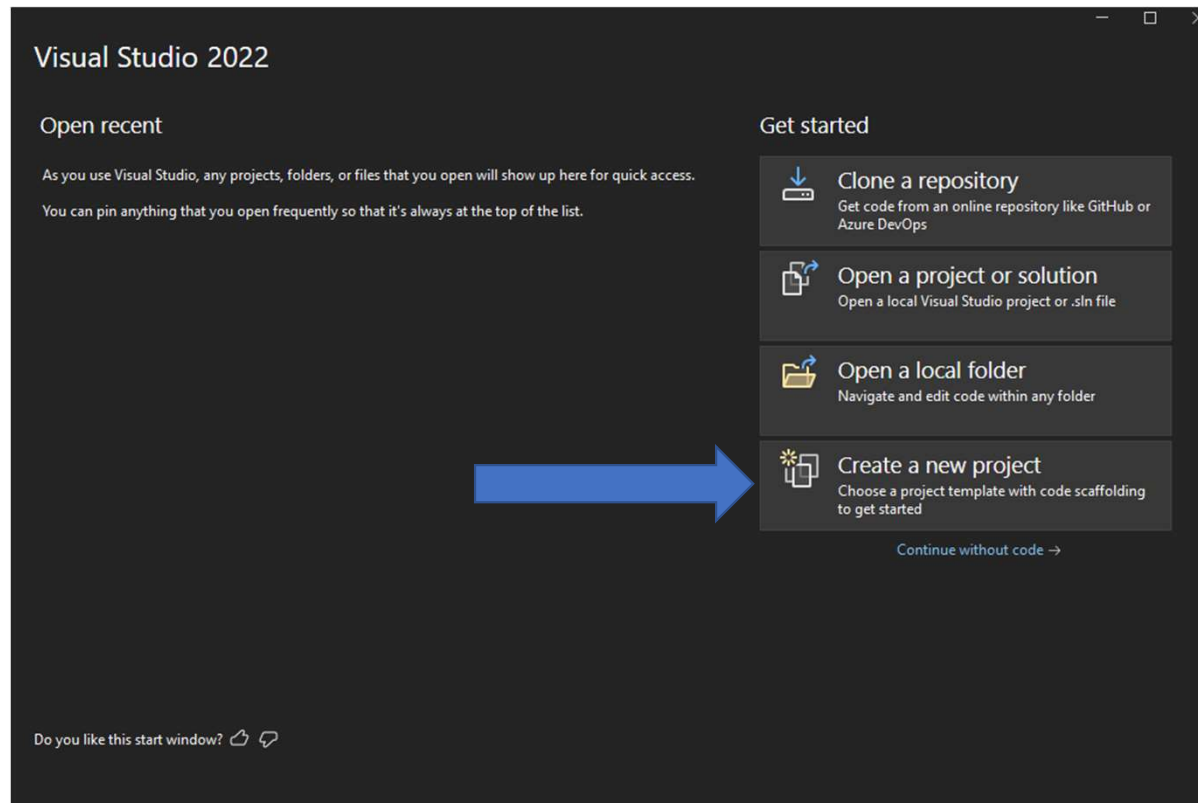 Visual Studio 2022
Open recent
As you use Visual Studio, any projects, folders, or files that you open will show up here for quick access.
You can pin anything that you open frequently so that it's always at the top of the list.
Get started
Clone a repository
Get code from an online repository like GitHub or
Azure DevOps
Open a project or solution
Open a local Visual Studio project or .sln file
Open a local folder
Navigate and edit code within any folder
Create a new project
Choose a project template with code scaffolding
to get started
Continue without code →
Do you like this start window?